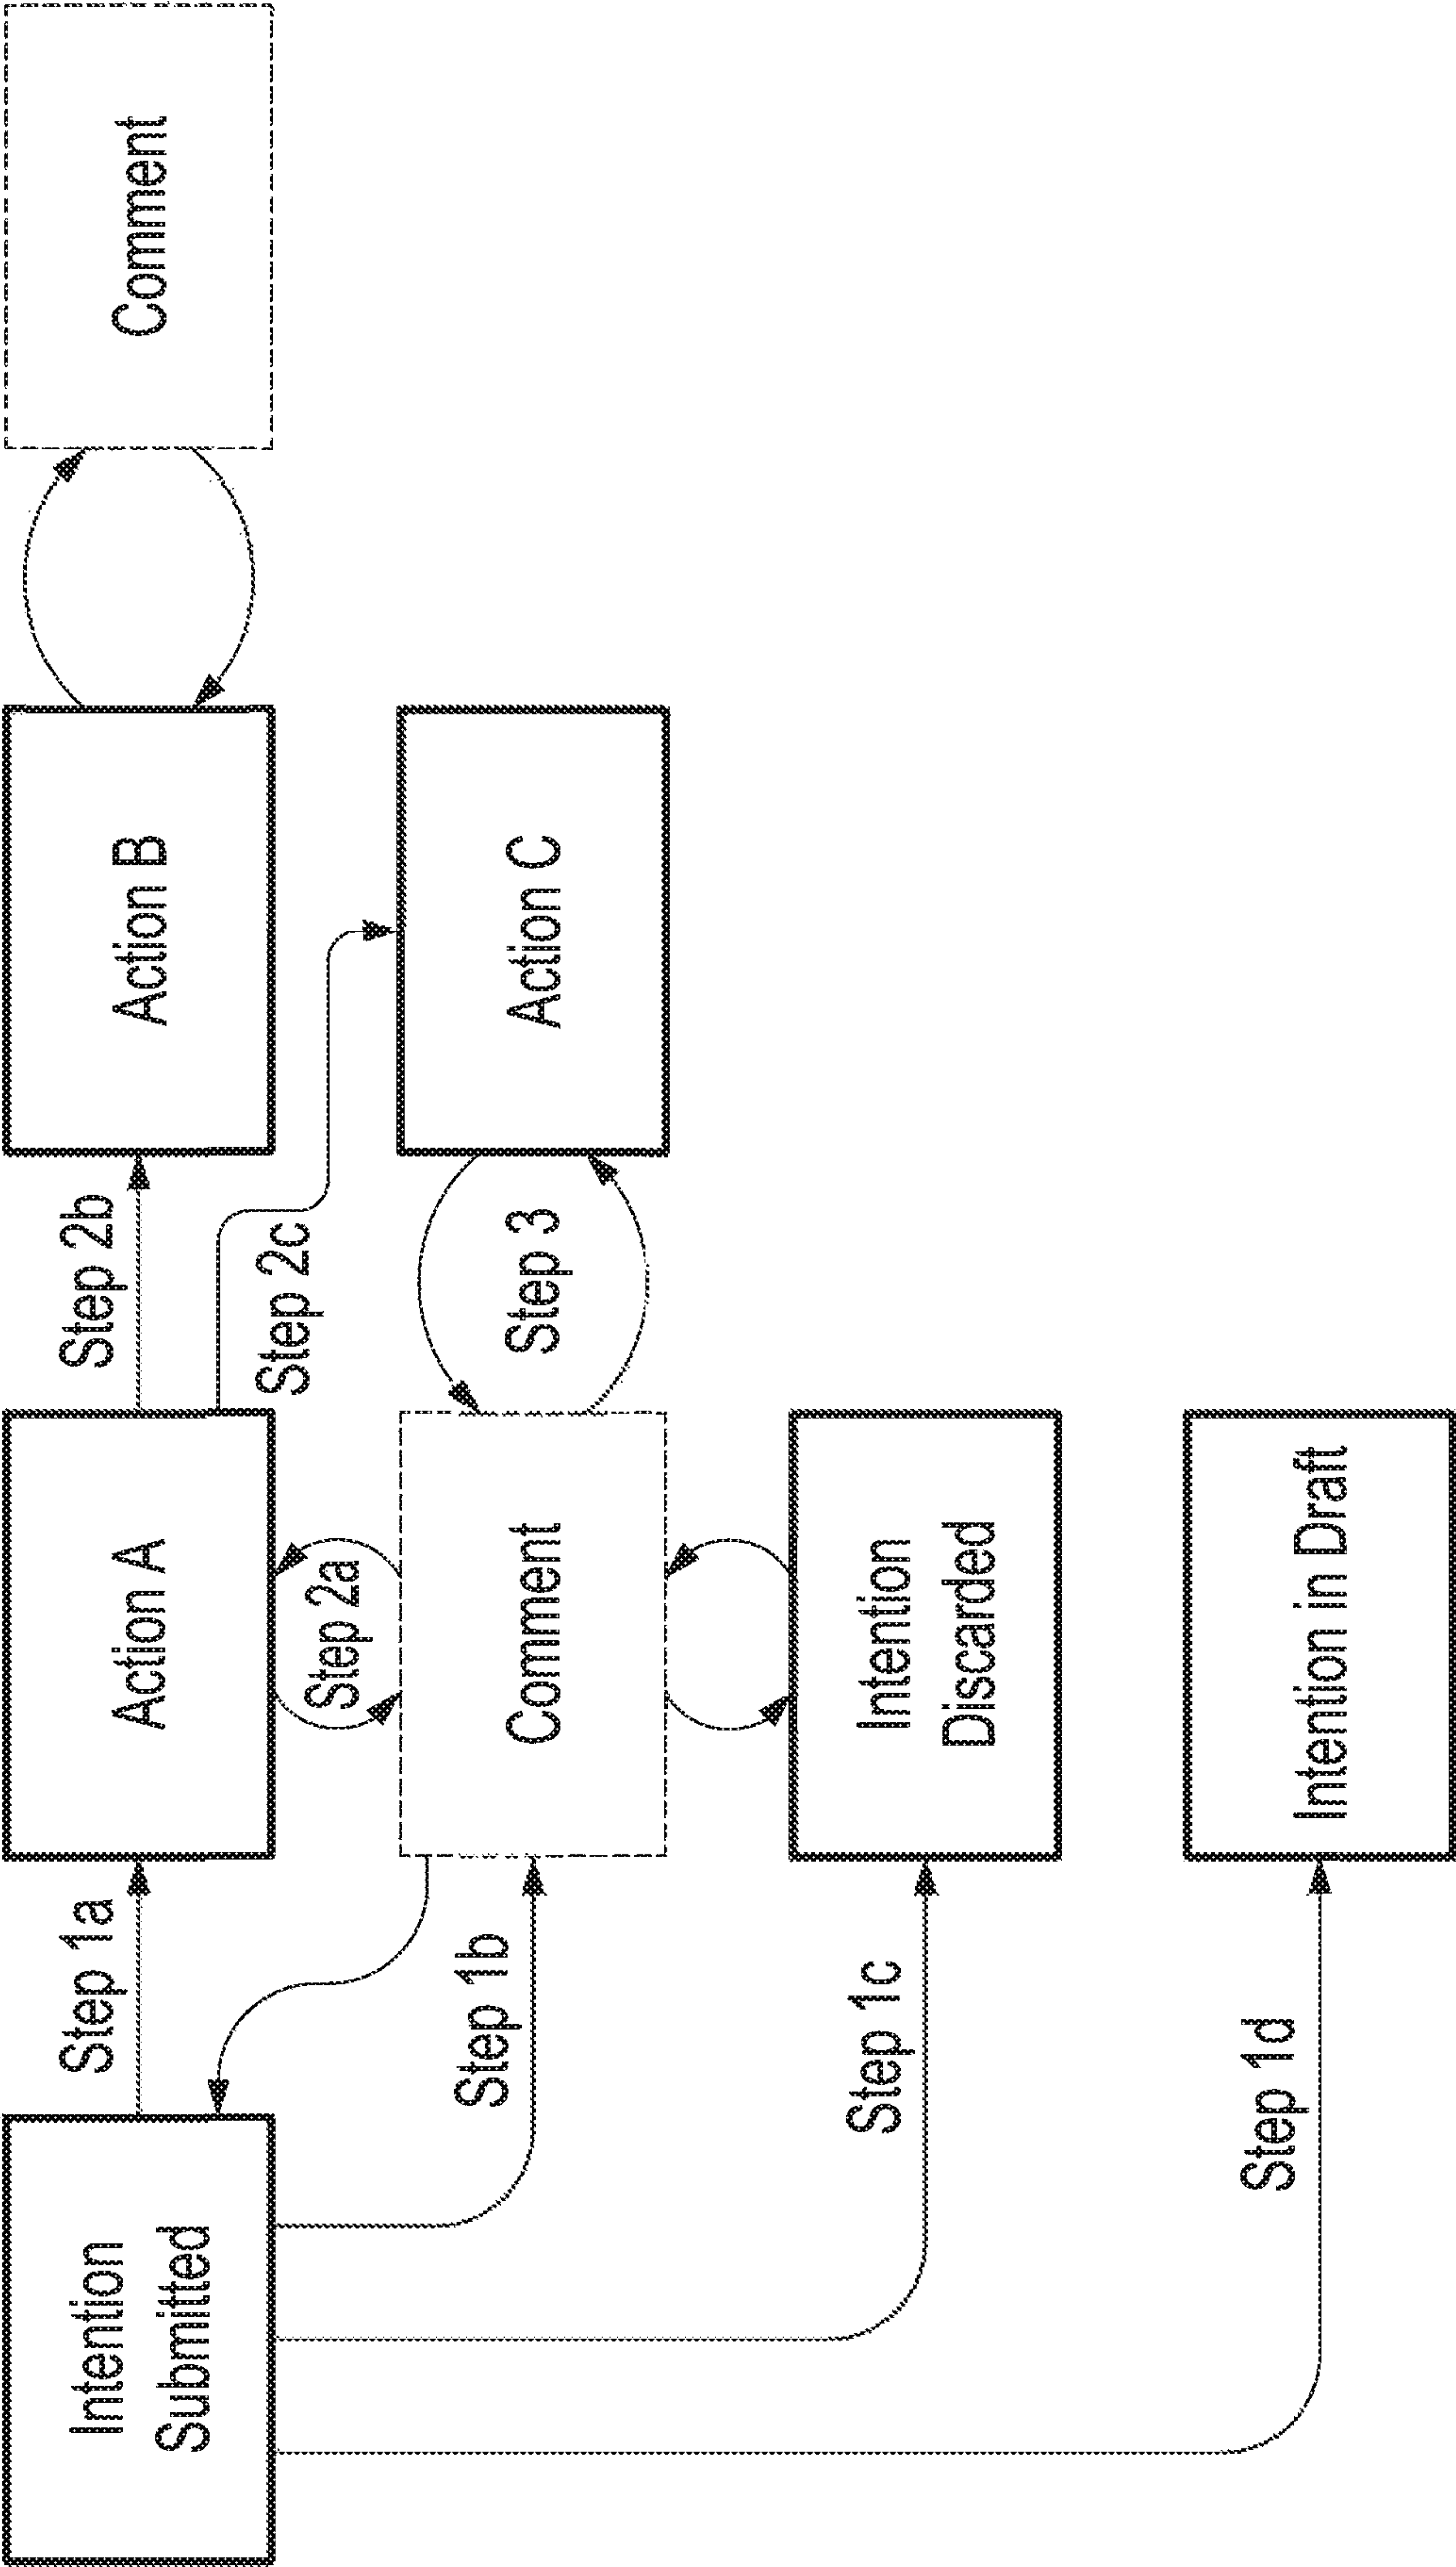 Intention
Submitted
Step 1a
Action A
Step 2b
Action B
Comment
Step 2c
Step 2a
Step 1b
Comment
Step 3
Action C
Step 1c
Intention
Discarded
Step 1d
Intention in Draft